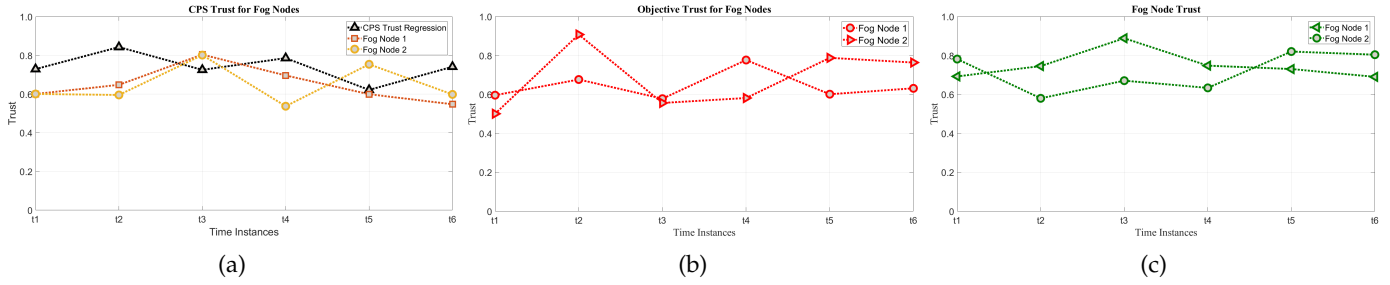 CPS Trust for Fog Nodes
CPS Trust Regression
Fog Node 1
Fog Node 2
Trust
1.0
0.8
0.6
0.4
0.2
0
t1 t2 t3 t4 t5 t6
Time Instances
(a)
Objective Trust for Fog Nodes
Fog Node 1
Fog Node 2
Trust
1.0
0.8
0.6
0.4
0.2
0
t1 t2 t3 t4 t5 t6
Time Instances
(b)
Fog Node Trust
Fog Node 1
Fog Node 2
Trust
1.0
0.8
0.6
0.4
0.2
0
t1 t2 t3 t4 t5 t6
Time Instances
(c)